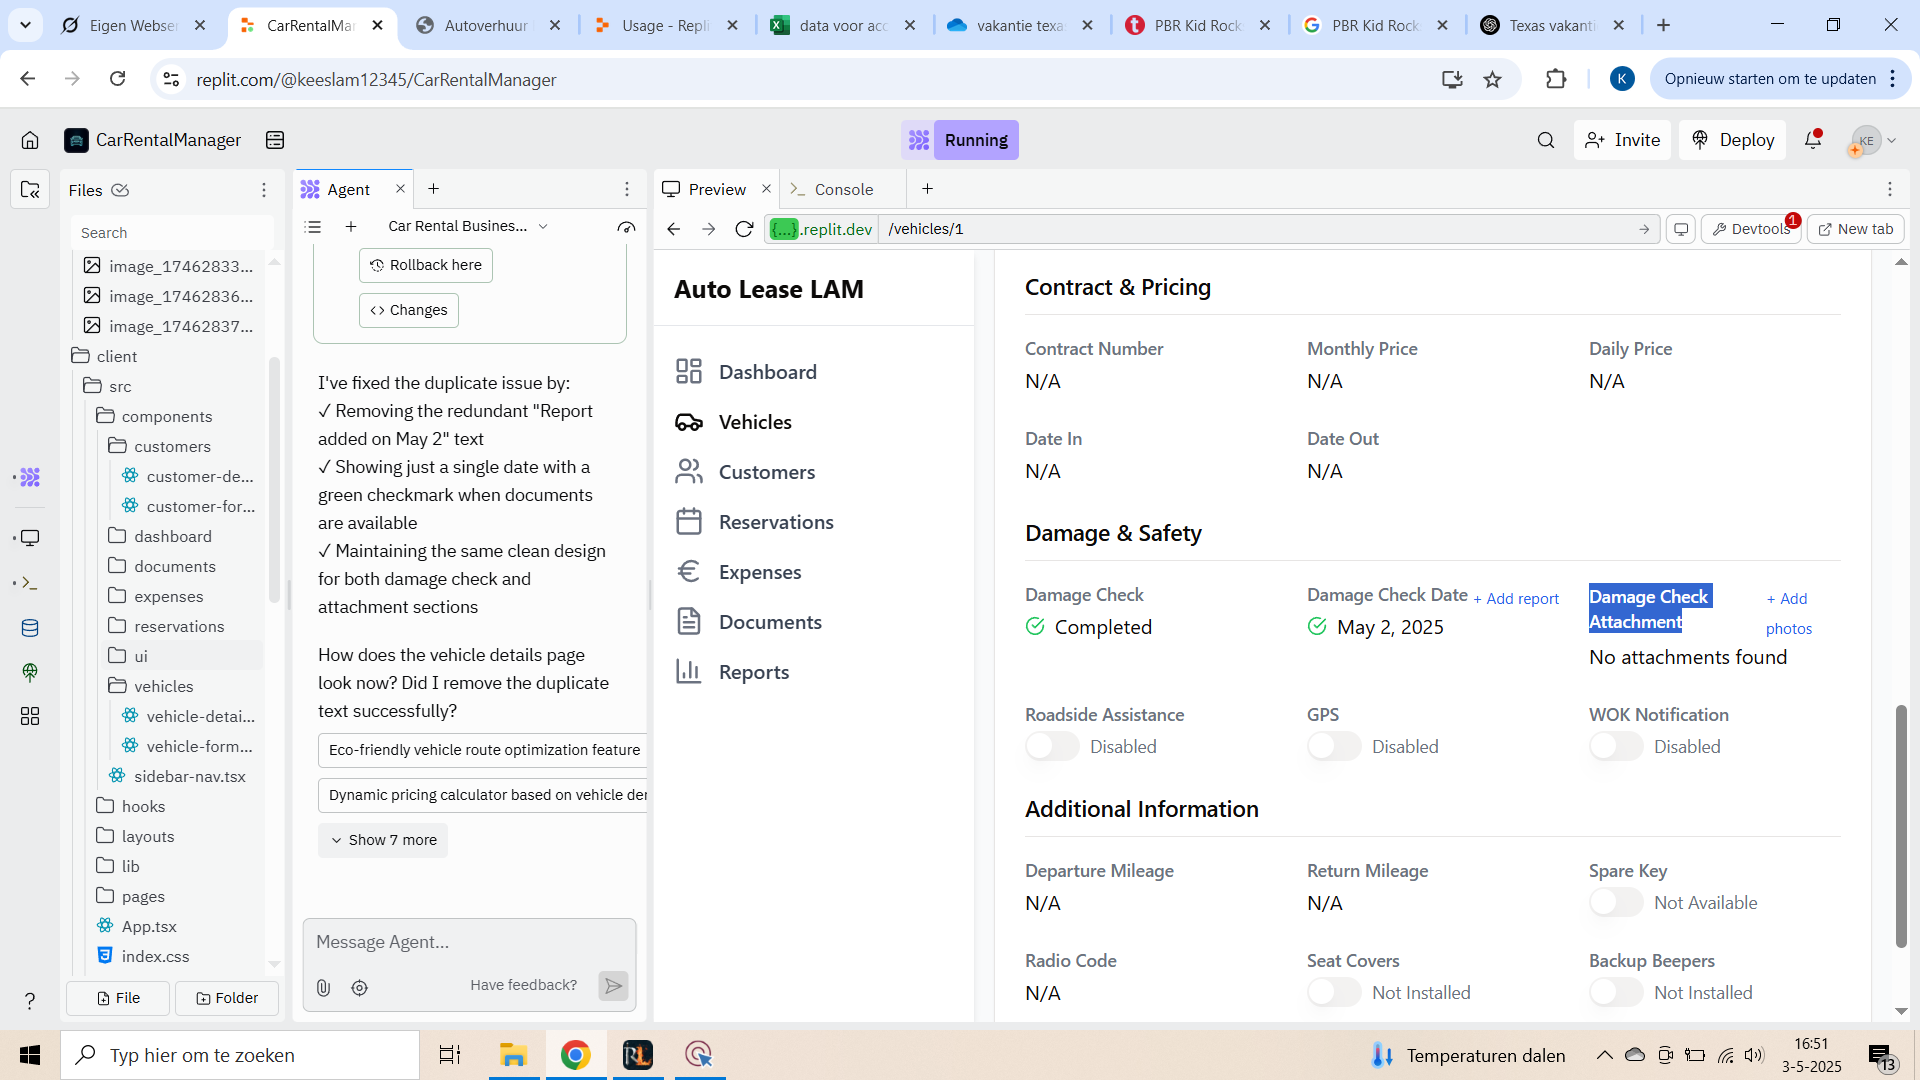 Eigen Webser
CarRentalMar
Autoverhuur
Usage - Repli
data voor acc
vakantie texa
PBR Kid Rock
PBR Kid Rock
Texas vakanti
replit.com/@keeslam12345/CarRentalManager
K
Opnieuw starten om te updaten
CarRentalManager
Running
Invite
Deploy
KE
Files
Agent
Preview
Console
Search
Car Rental Busines...
{...}.replit.dev
/vehicles/1
Devtools
1
New tab
image_17462833...
image_17462836...
image_17462837...
client
src
components
customers
customer-de...
customer-for...
dashboard
documents
expenses
reservations
ui
vehicles
vehicle-detai...
vehicle-form...
sidebar-nav.tsx
hooks
layouts
lib
pages
App.tsx
index.css
File
Folder
Rollback here
<> Changes
I've fixed the duplicate issue by:
✓ Removing the redundant "Report
added on May 2" text
✓ Showing just a single date with a
green checkmark when documents
are available
✓ Maintaining the same clean design
for both damage check and
attachment sections
How does the vehicle details page
look now? Did I remove the duplicate
text successfully?
Eco-friendly vehicle route optimization feature
Dynamic pricing calculator based on vehicle der
Show 7 more
Message Agent...
Have feedback?
Auto Lease LAM
Dashboard
Vehicles
Customers
Reservations
Expenses
Documents
Reports
Contract & Pricing
Contract Number
Monthly Price
Daily Price
N/A
N/A
N/A
Date In
Date Out
N/A
N/A
Damage & Safety
Damage Check
Damage Check Date
+ Add report
Damage Check
Attachment
+ Add
photos
Completed
May 2, 2025
No attachments found
Roadside Assistance
GPS
WOK Notification
Disabled
Disabled
Disabled
Additional Information
Departure Mileage
Return Mileage
Spare Key
N/A
N/A
Not Available
Radio Code
Seat Covers
Backup Beepers
N/A
Not Installed
Not Installed
Typ hier om te zoeken
Temperaturen dalen
16:51
3-5-2025
13